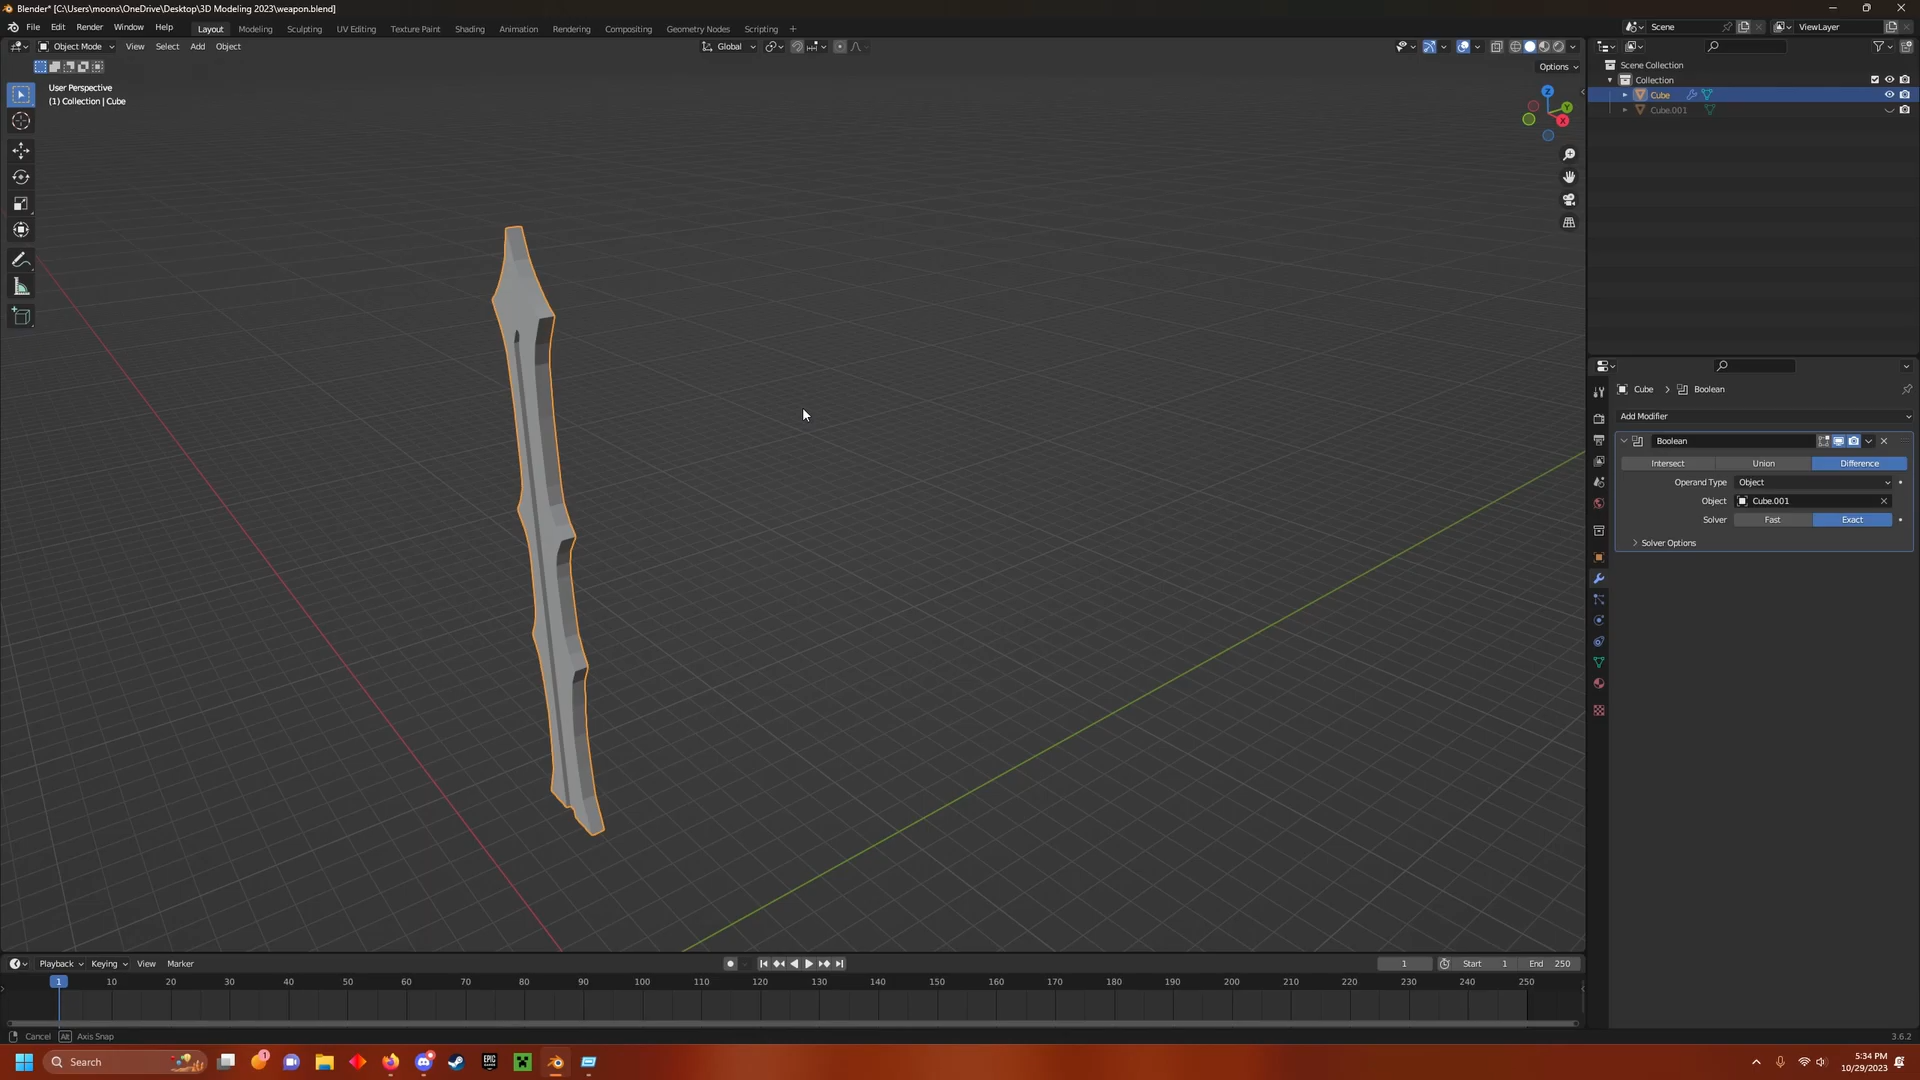 Blender* [C:\Users\moons\OneDrive\Desktop\3D Modeling 2023\weapon.blend]
File Edit Render Window Help Layout Modeling Sculpting UV Editing Texture Paint Shading Animation Rendering Compositing Geometry Nodes Scripting + Scene ViewLayer
Object Mode View Select Add Object Global
Options
User Perspective
(1) Collection | Cube
Z
Y
X
Scene Collection
Collection
Cube
Cube.001
Cube > Boolean
Add Modifier
Boolean
Intersect Union Difference
Operand Type Object
Object Cube.001
Solver Fast Exact
Solver Options
Playback Keying View Marker 1 Start 1 End 250
1 10 20 30 40 50 60 70 80 90 100 110 120 130 140 150 160 170 180 190 200 210 220 230 240 250
Cancel Alt Axis Snap 3.6.2
Search 1 EPIC GAMES 5:34 PM
10/29/2023